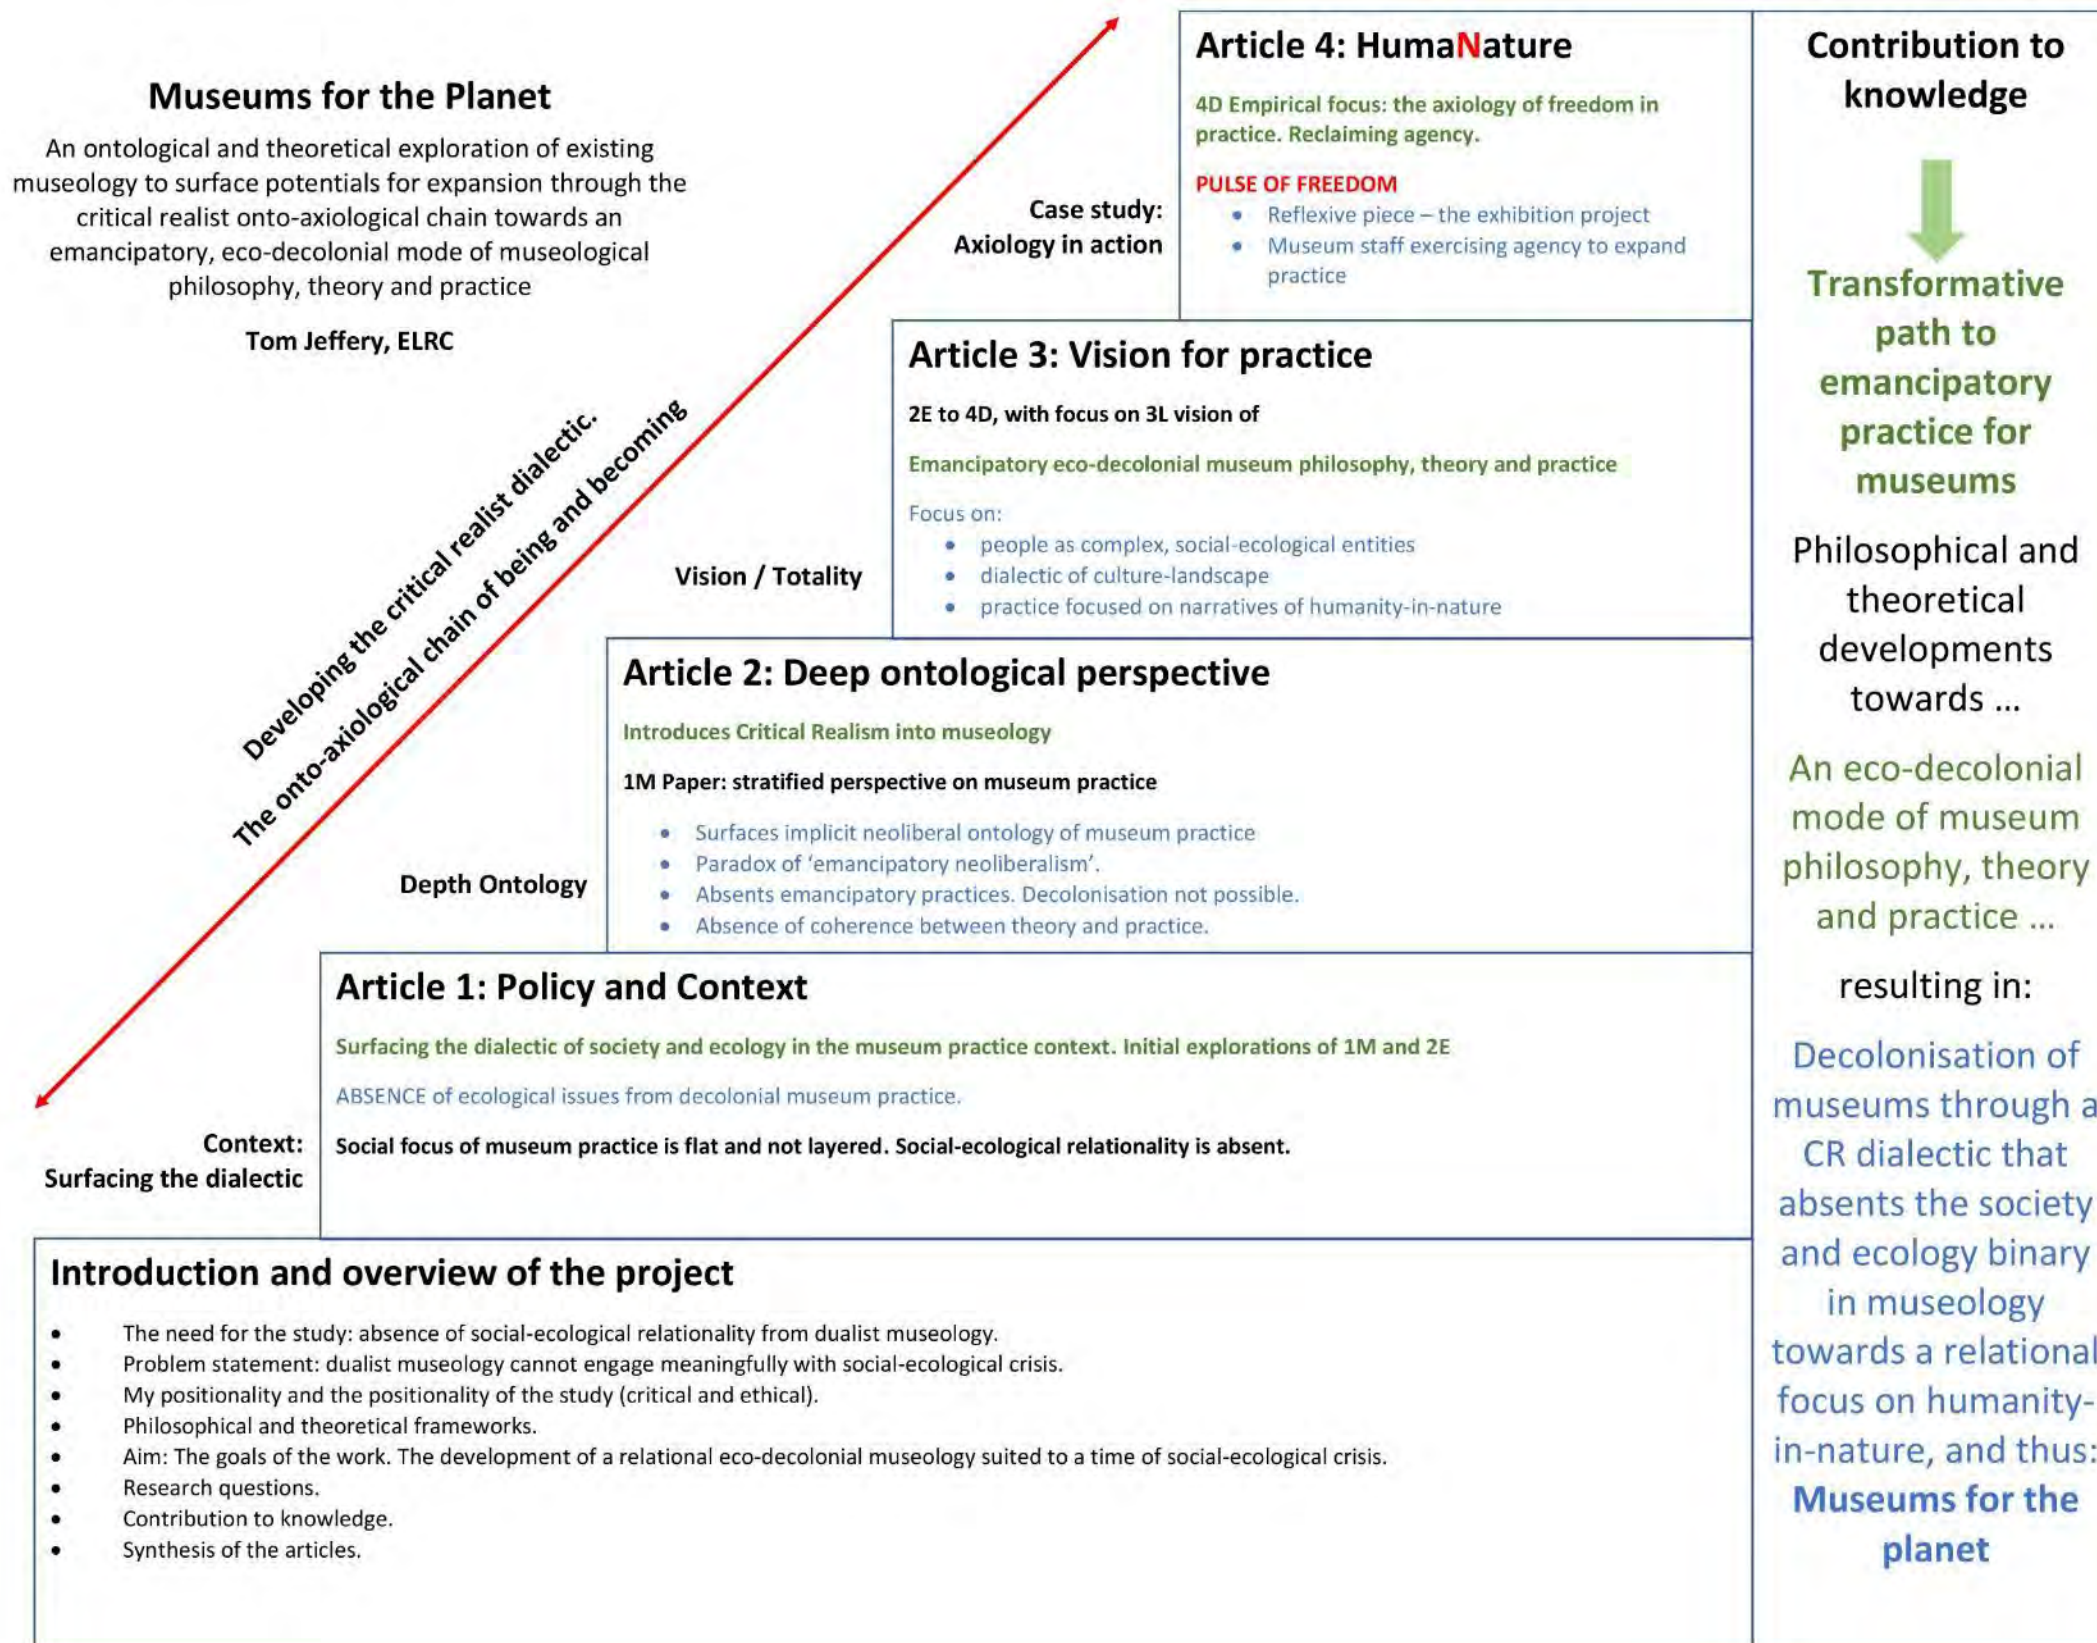 Museums for the Planet
An ontological and theoretical exploration of existing
museology to surface potentials for expansion through the
critical realist onto-axiological chain towards an
emancipatory, eco-decolonial mode of museological
philosophy, theory and practice
Tom Jeffery, ELRC
Developing the critical realist dialectic.
The onto-axiological chain of being and becoming
Case study:
Axiology in action
Article 4: HumaNature
4D Empirical focus: the axiology of freedom in
practice. Reclaiming agency.
PULSE OF FREEDOM
• Reflexive piece – the exhibition project
• Museum staff exercising agency to expand
practice
Vision / Totality
Article 3: Vision for practice
2E to 4D, with focus on 3L vision of
Emancipatory eco-decolonial museum philosophy, theory and practice
Focus on:
• people as complex, social-ecological entities
• dialectic of culture-landscape
• practice focused on narratives of humanity-in-nature
Depth Ontology
Article 2: Deep ontological perspective
Introduces Critical Realism into museology
1M Paper: stratified perspective on museum practice
• Surfaces implicit neoliberal ontology of museum practice
• Paradox of ‘emancipatory neoliberalism’.
• Absents emancipatory practices. Decolonisation not possible.
• Absence of coherence between theory and practice.
Context:
Surfacing the dialectic
Article 1: Policy and Context
Surfacing the dialectic of society and ecology in the museum practice context. Initial explorations of 1M and 2E
ABSENCE of ecological issues from decolonial museum practice.
Social focus of museum practice is flat and not layered. Social-ecological relationality is absent.
Introduction and overview of the project
• The need for the study: absence of social-ecological relationality from dualist museology.
• Problem statement: dualist museology cannot engage meaningfully with social-ecological crisis.
• My positionality and the positionality of the study (critical and ethical).
• Philosophical and theoretical frameworks.
• Aim: The goals of the work. The development of a relational eco-decolonial museology suited to a time of social-ecological crisis.
• Research questions.
• Contribution to knowledge.
• Synthesis of the articles.
Contribution to
knowledge
Transformative
path to
emancipatory
practice for
museums
Philosophical and
theoretical
developments
towards ...
An eco-decolonial
mode of museum
philosophy, theory
and practice ...
resulting in:
Decolonisation of
museums through a
CR dialectic that
absents the society
and ecology binary
in museology
towards a relational
focus on humanity-
in-nature, and thus:
Museums for the
planet